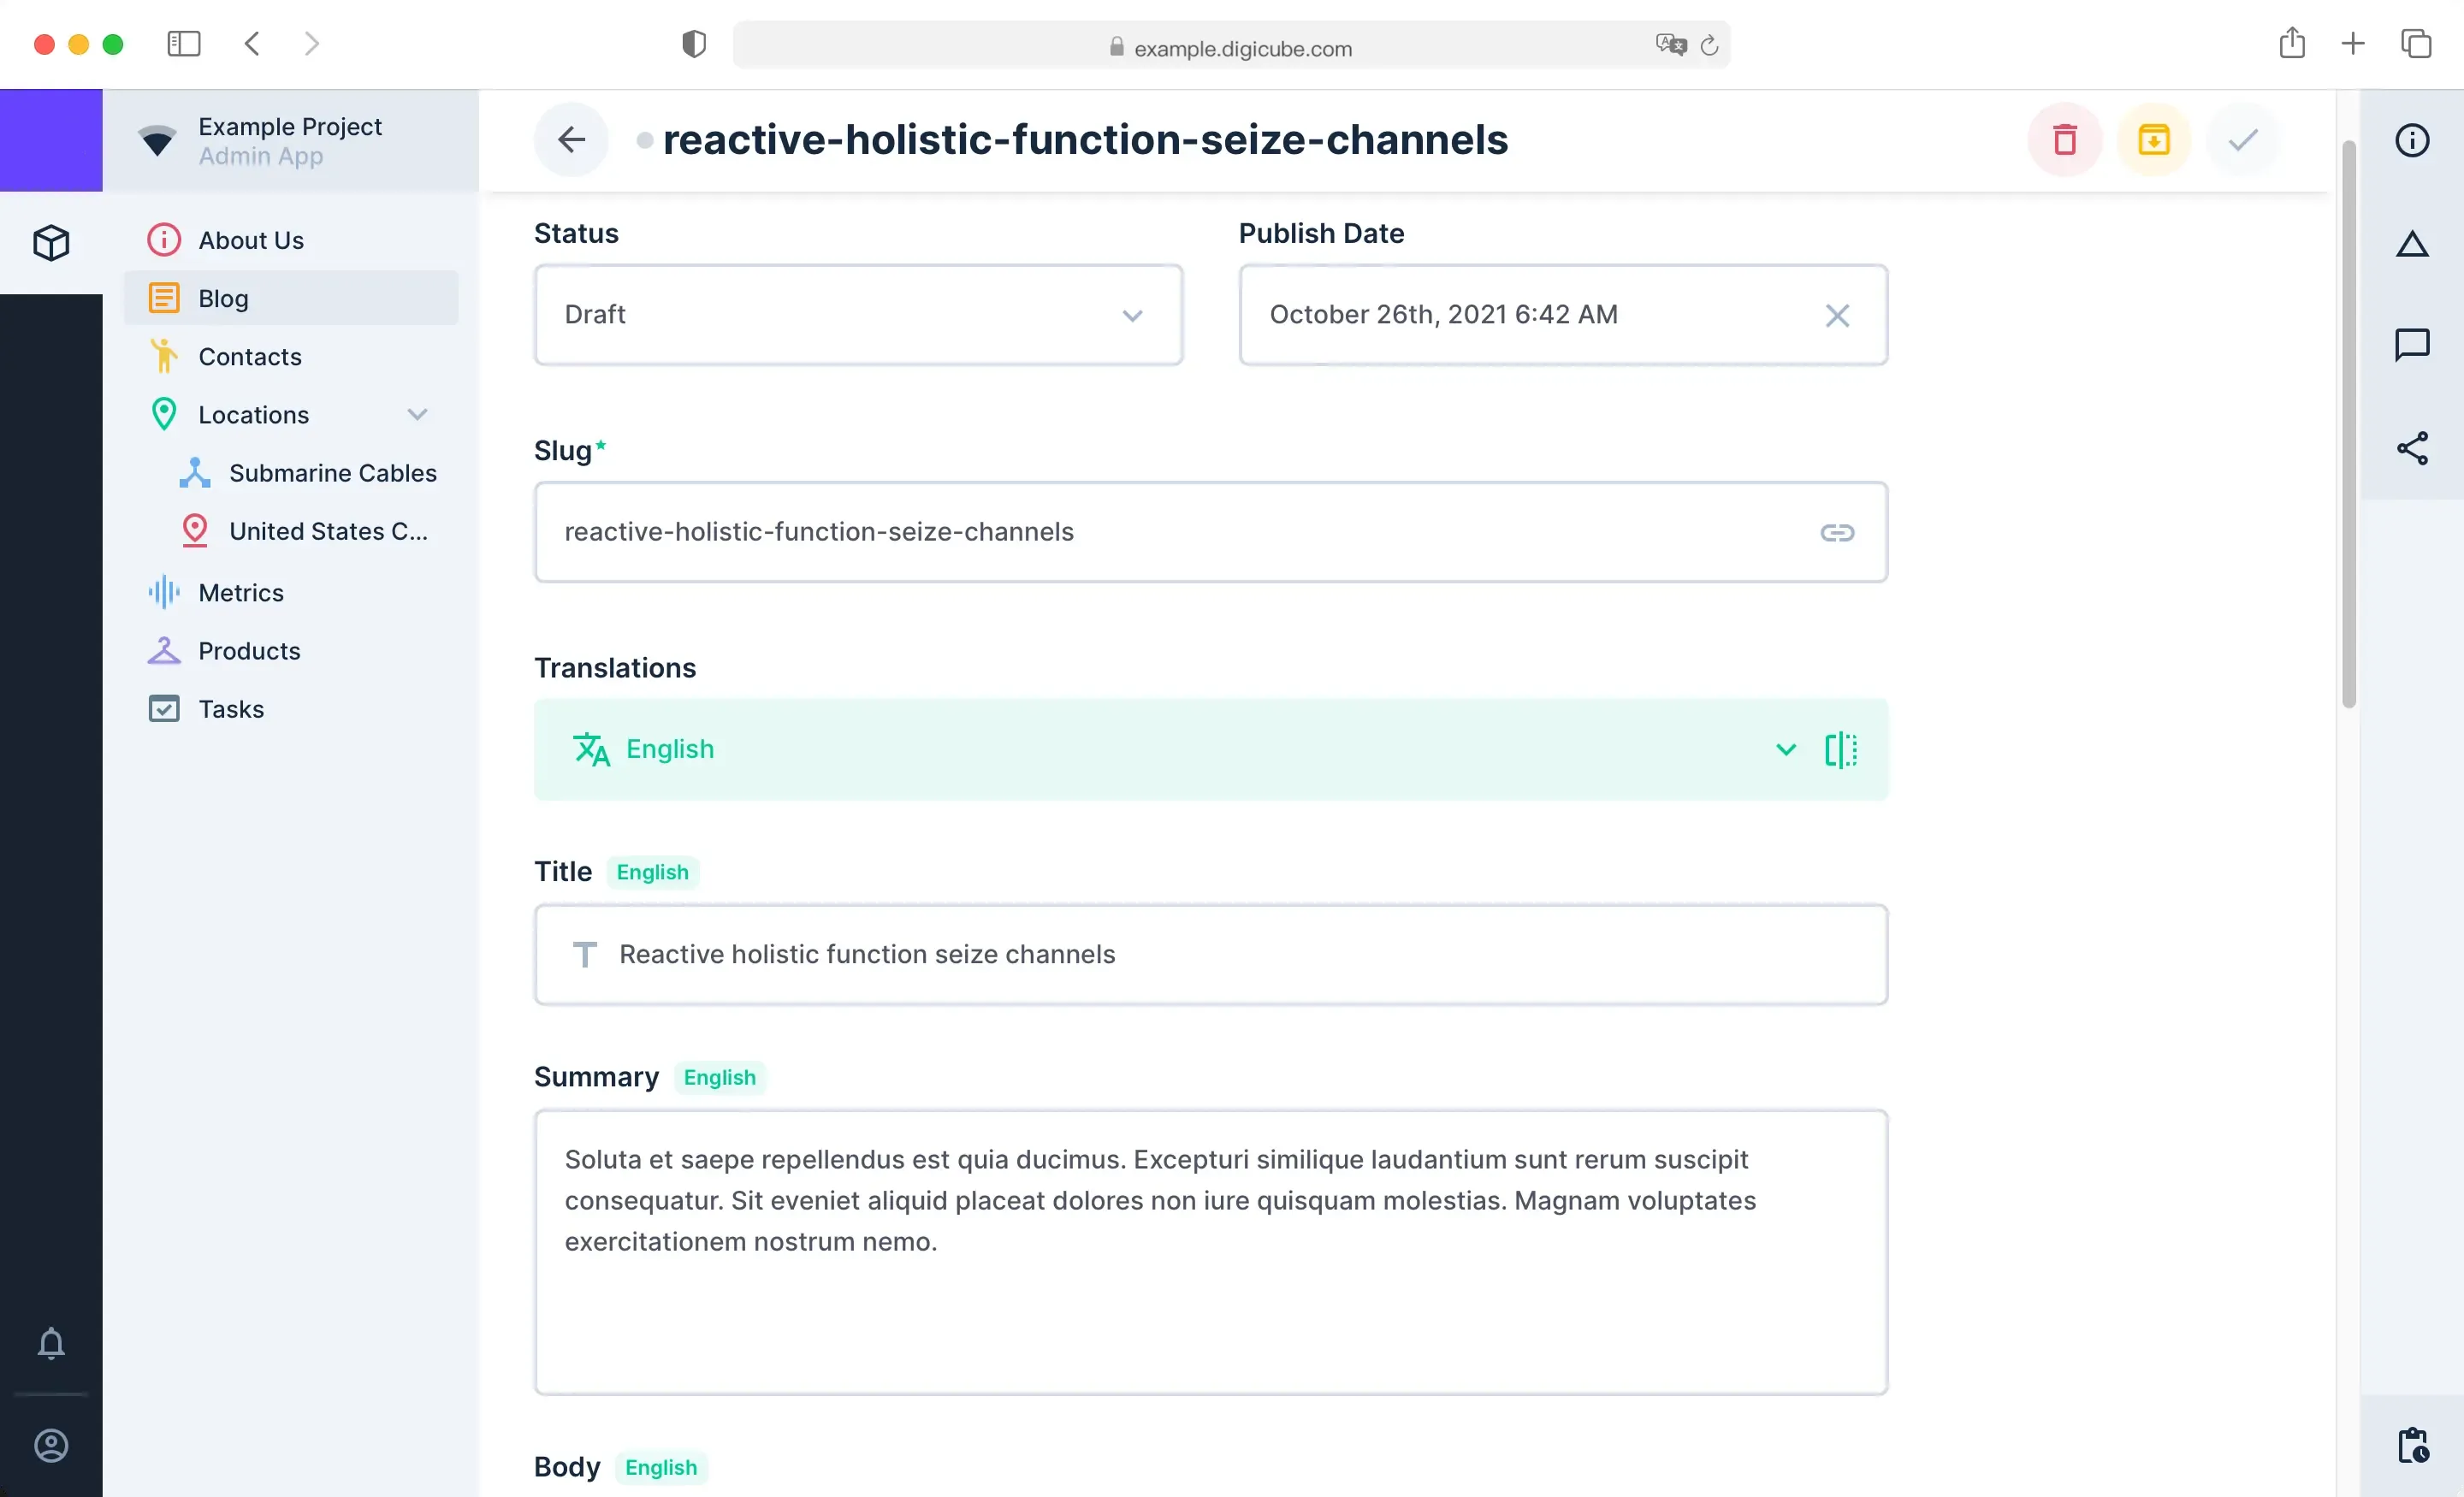 example.digicube.com
Example Project
Admin App
About Us
Blog
Contacts
Locations
Submarine Cables
United States C...
Metrics
Products
Tasks
reactive-holistic-function-seize-channels
Status
Draft
Publish Date
October 26th, 2021 6:42 AM
Slug*
reactive-holistic-function-seize-channels
Translations
English
Title English
Reactive holistic function seize channels
Summary English
Soluta et saepe repellendus est quia ducimus. Excepturi similique laudantium sunt rerum suscipit
consequatur. Sit eveniet aliquid placeat dolores non iure quisquam molestias. Magnam voluptates
exercitationem nostrum nemo.
Body English